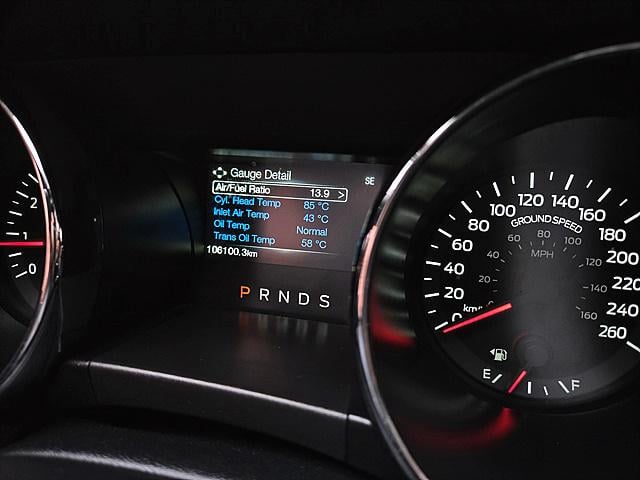 Gauge Detail
SE
Air/Fuel Ratio 13.9 >
Cyl. Head Temp 85 °C
Inlet Air Temp 43 °C
Oil Temp Normal
Trans Oil Temp 58 °C
106100.3km
P R N D S
2
1
0
0 20 40 60 80 100 120 140 160 180 200 220 240 260
GROUND SPEED
km/h
20 40 60 80 100 120 140 160
MPH
E F